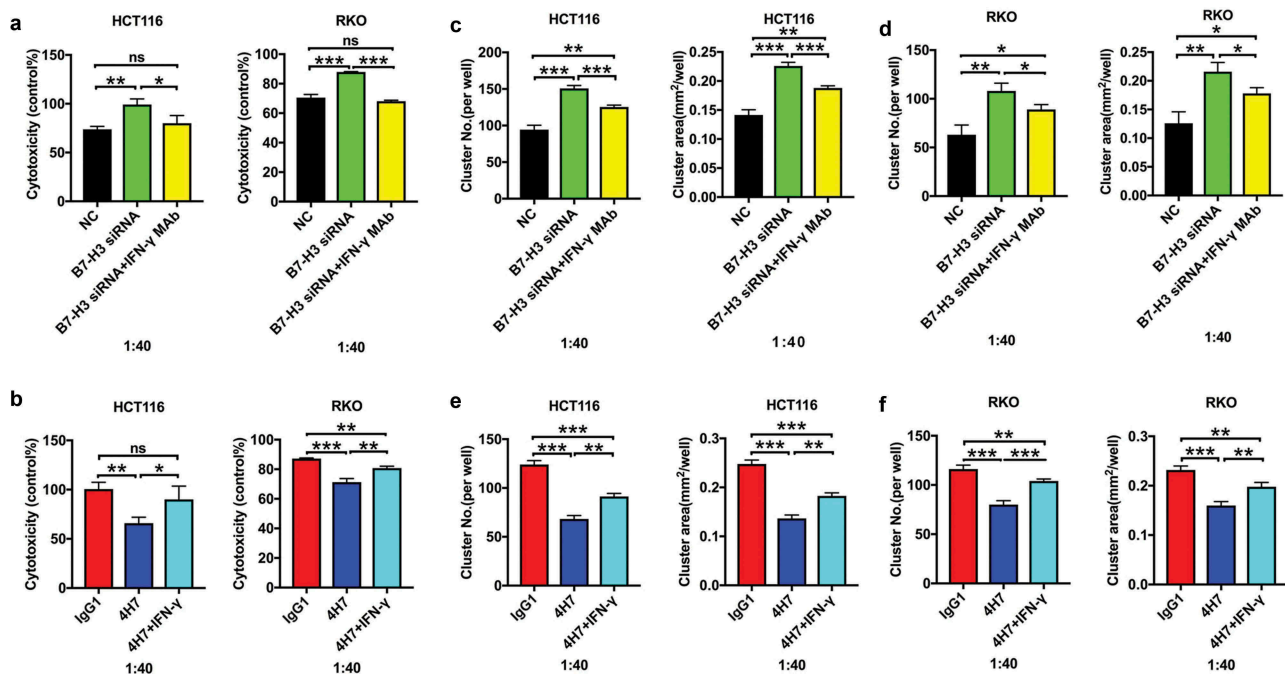 a
HCT116
Cytotoxicity (control%)
150
100
75
50
25
0
ns
**
*
NC
B7-H3 siRNA
B7-H3 siRNA+IFN-γ MAb
1:40
RKO
Cytotoxicity (control%)
100
80
60
40
20
0
ns
***
***
NC
B7-H3 siRNA
B7-H3 siRNA+IFN-γ MAb
1:40
c
HCT116
Cluster No.(per well)
200
150
100
50
0
**
***
***
NC
B7-H3 siRNA
B7-H3 siRNA+IFN-γ MAb
1:40
HCT116
Cluster area(mm²/well)
0.25
0.20
0.15
0.10
0.05
0.00
**
***
***
NC
B7-H3 siRNA
B7-H3 siRNA+IFN-γ MAb
1:40
d
RKO
Cluster No.(per well)
150
100
50
0
*
**
*
NC
B7-H3 siRNA
B7-H3 siRNA+IFN-γ MAb
1:40
RKO
Cluster area(mm²/well)
0.25
0.20
0.15
0.10
0.05
0.00
*
**
*
NC
B7-H3 siRNA
B7-H3 siRNA+IFN-γ MAb
1:40
b
HCT116
Cytotoxicity (control%)
150
100
50
0
ns
**
*
IgG1
4H7
4H7+IFN-γ
1:40
RKO
Cytotoxicity (control%)
100
80
60
40
20
0
**
***
**
IgG1
4H7
4H7+IFN-γ
1:40
e
HCT116
Cluster No.(per well)
150
100
50
0
***
***
**
IgG1
4H7
4H7+IFN-γ
1:40
HCT116
Cluster area(mm²/well)
0.3
0.2
0.1
0.0
***
***
**
IgG1
4H7
4H7+IFN-γ
1:40
f
RKO
Cluster No.(per well)
150
100
50
0
**
***
***
IgG1
4H7
4H7+IFN-γ
1:40
RKO
Cluster area(mm²/well)
0.3
0.2
0.1
0.0
**
***
**
IgG1
4H7
4H7+IFN-γ
1:40